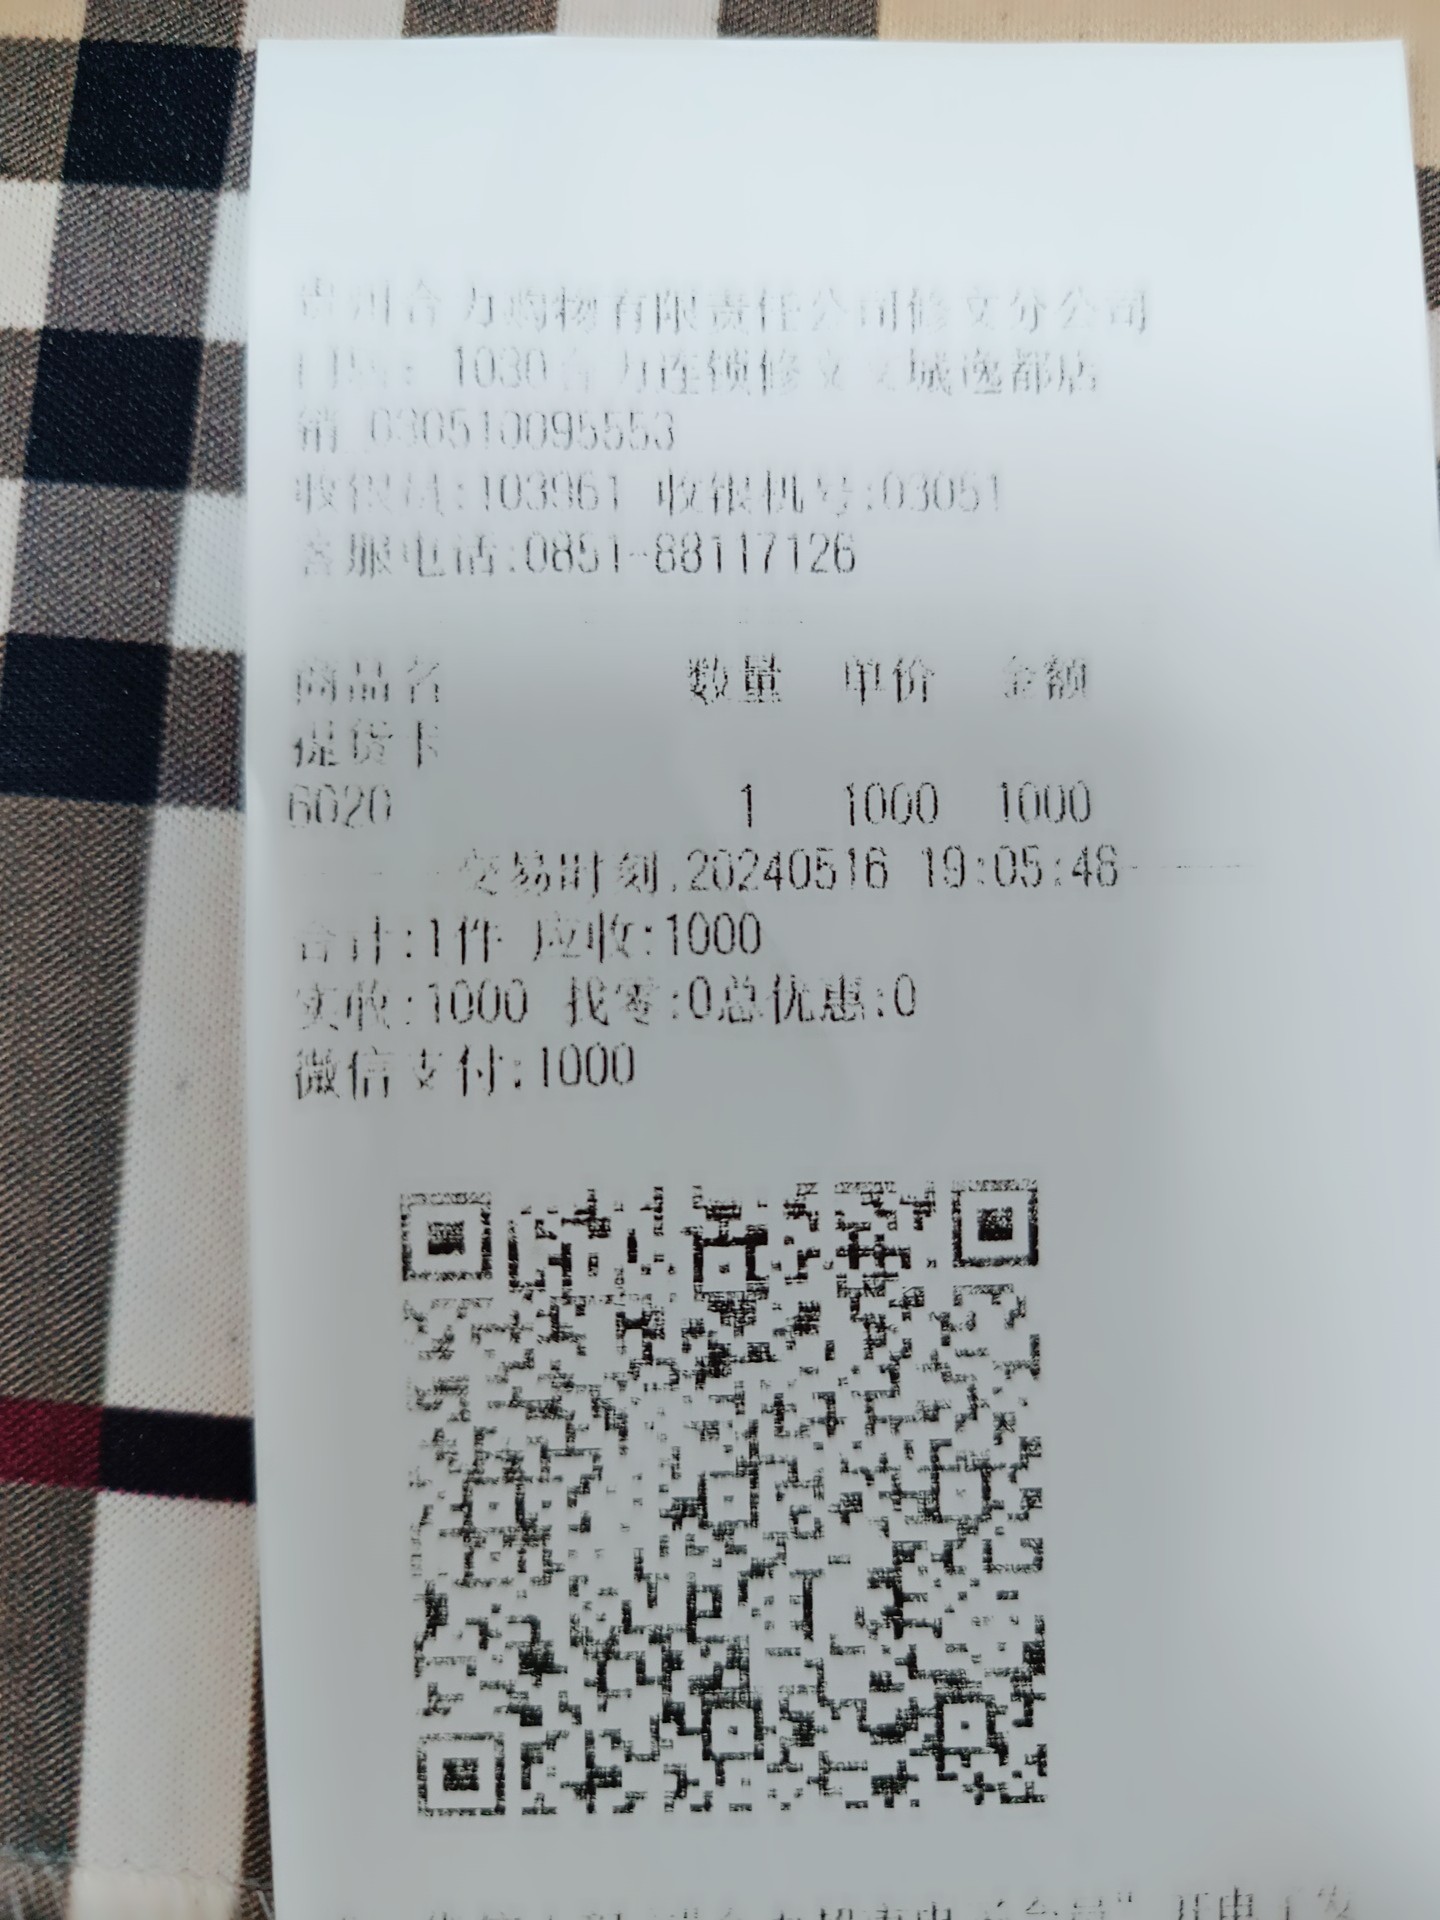 贵州合力购物有限责任公司修文分公司
门店: 1030合力连锁修文文城逸都店
销 030510095553
收银员:103961 收银机号:03051
客服电话:0851-88117126
商品名 数量 单价 金额
提货卡
6020 1 1000 1000
交易时刻:20240516 19:05:48
合计:1件 应收:1000
实收:1000 找零:0总优惠:0
微信支付:1000